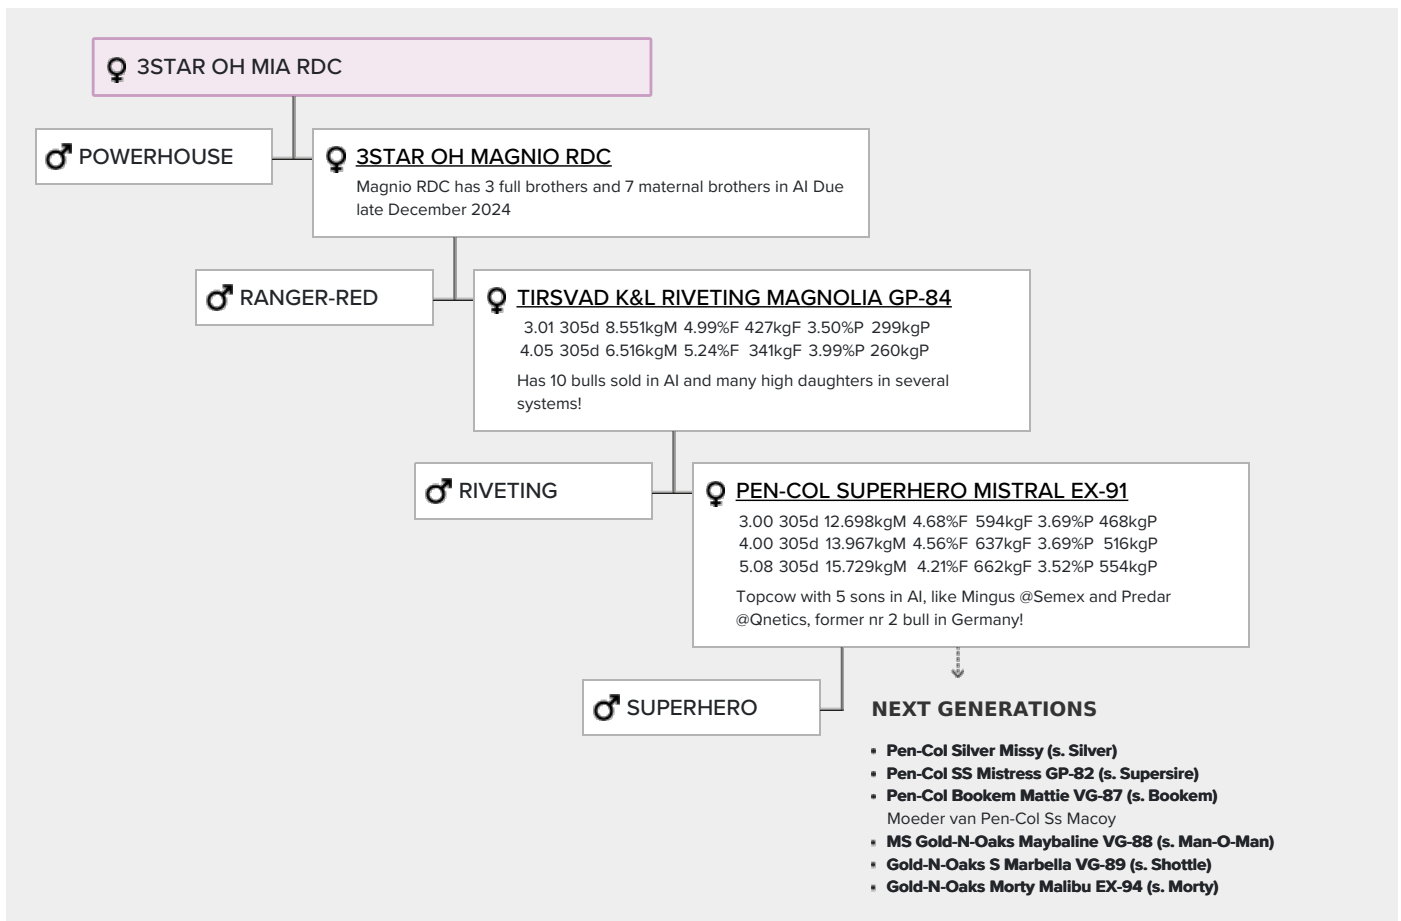 3STAR OH MIA RDC
POWERHOUSE
3STAR OH MAGNIO RDC
Magnio RDC has 3 full brothers and 7 maternal brothers in AI Due
late December 2024
RANGER-RED
TIRSVAD K&L RIVETING MAGNOLIA GP-84
3.01 305d 8.551kgM 4.99%F 427kgF 3.50%P 299kgP
4.05 305d 6.516kgM 5.24%F 341kgF 3.99%P 260kgP
Has 10 bulls sold in AI and many high daughters in several
systems!
RIVETING
PEN-COL SUPERHERO MISTRAL EX-91
3.00 305d 12.698kgM 4.68%F 594kgF 3.69%P 468kgP
4.00 305d 13.967kgM 4.56%F 637kgF 3.69%P 516kgP
5.08 305d 15.729kgM 4.21%F 662kgF 3.52%P 554kgP
Topcow with 5 sons in AI, like Mingus @Semex and Predar
@Qnetics, former nr 2 bull in Germany!
SUPERHERO
NEXT GENERATIONS
▪ Pen-Col Silver Missy (s. Silver)
▪ Pen-Col SS Mistress GP-82 (s. Supersire)
▪ Pen-Col Bookem Mattie VG-87 (s. Bookem)
Moeder van Pen-Col Ss Macoy
▪ MS Gold-N-Oaks Maybaline VG-88 (s. Man-O-Man)
▪ Gold-N-Oaks S Marbella VG-89 (s. Shottle)
▪ Gold-N-Oaks Morty Malibu EX-94 (s. Morty)